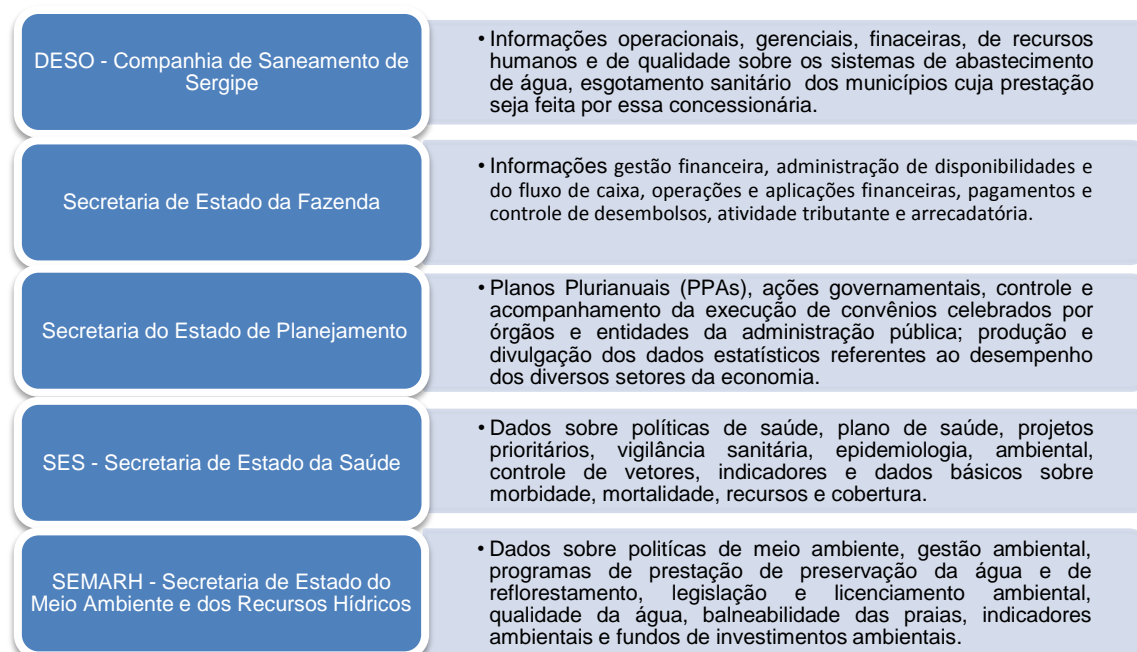 DESO - Companhia de Saneamento de
Sergipe
• Informações operacionais, gerenciais, finaceiras, de recursos
humanos e de qualidade sobre os sistemas de abastecimento
de água, esgotamento sanitário dos municípios cuja prestação
seja feita por essa concessionária.
Secretaria de Estado da Fazenda
• Informações gestão financeira, administração de disponibilidades e
do fluxo de caixa, operações e aplicações financeiras, pagamentos e
controle de desembolsos, atividade tributante e arrecadatória.
Secretaria do Estado de Planejamento
• Planos Plurianuais (PPAs), ações governamentais, controle e
acompanhamento da execução de convênios celebrados por
órgãos e entidades da administração pública; produção e
divulgação dos dados estatísticos referentes ao desempenho
dos diversos setores da economia.
SES - Secretaria de Estado da Saúde
• Dados sobre políticas de saúde, plano de saúde, projetos
prioritários, vigilância sanitária, epidemiologia, ambiental,
controle de vetores, indicadores e dados básicos sobre
morbidade, mortalidade, recursos e cobertura.
SEMARH - Secretaria de Estado do
Meio Ambiente e dos Recursos Hídricos
• Dados sobre politícas de meio ambiente, gestão ambiental,
programas de prestação de preservação da água e de
reflorestamento, legislação e licenciamento ambiental,
qualidade da água, balneabilidade das praias, indicadores
ambientais e fundos de investimentos ambientais.